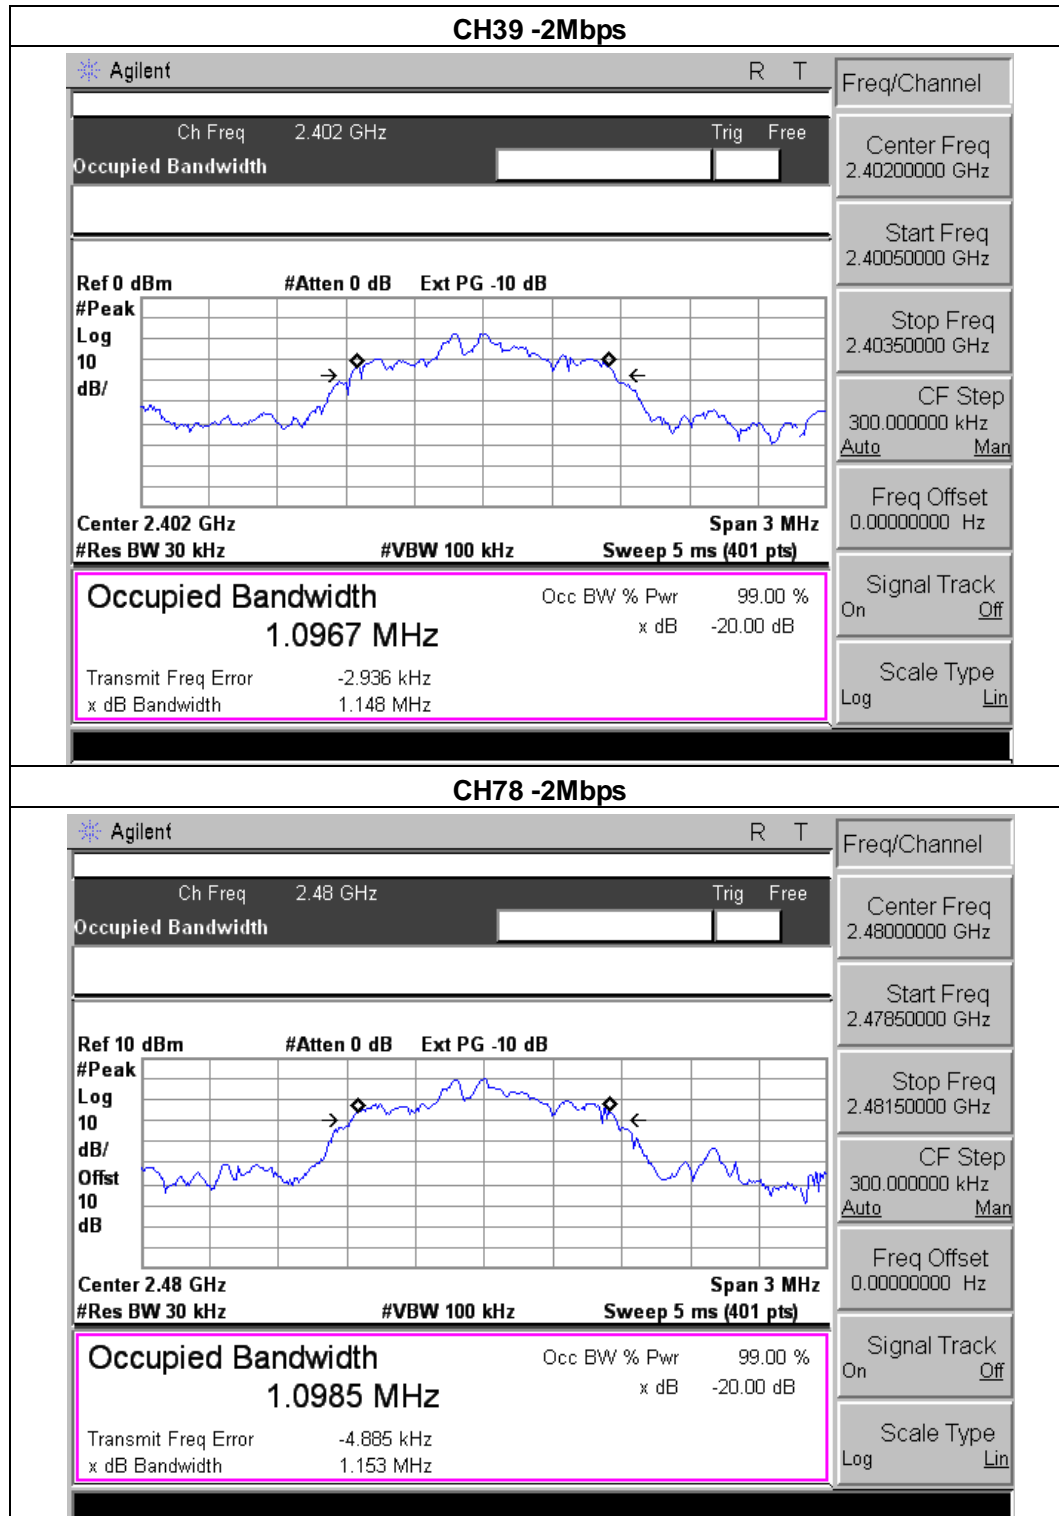 CH39 -2Mbps
Agilent R T
Freq/Channel
Ch Freq 2.402 GHz Trig Free
Occupied Bandwidth
Center Freq
2.40200000 GHz
Start Freq
2.40050000 GHz
Ref 0 dBm #Atten 0 dB Ext PG -10 dB
#Peak
Log
10
dB/
Stop Freq
2.40350000 GHz
CF Step
300.000000 kHz
Auto Man
Freq Offset
0.00000000 Hz
Center 2.402 GHz Span 3 MHz
#Res BW 30 kHz #VBW 100 kHz Sweep 5 ms (401 pts)
Occupied Bandwidth Occ BW % Pwr 99.00 %
1.0967 MHz x dB -20.00 dB
Signal Track
On Off
Transmit Freq Error -2.936 kHz
x dB Bandwidth 1.148 MHz
Scale Type
Log Lin
CH78 -2Mbps
Agilent R T
Freq/Channel
Ch Freq 2.48 GHz Trig Free
Occupied Bandwidth
Center Freq
2.48000000 GHz
Start Freq
2.47850000 GHz
Ref 10 dBm #Atten 0 dB Ext PG -10 dB
#Peak
Log
10
dB/
Offst
10
dB
Stop Freq
2.48150000 GHz
CF Step
300.000000 kHz
Auto Man
Freq Offset
0.00000000 Hz
Center 2.48 GHz Span 3 MHz
#Res BW 30 kHz #VBW 100 kHz Sweep 5 ms (401 pts)
Occupied Bandwidth Occ BW % Pwr 99.00 %
1.0985 MHz x dB -20.00 dB
Signal Track
On Off
Transmit Freq Error -4.885 kHz
x dB Bandwidth 1.153 MHz
Scale Type
Log Lin